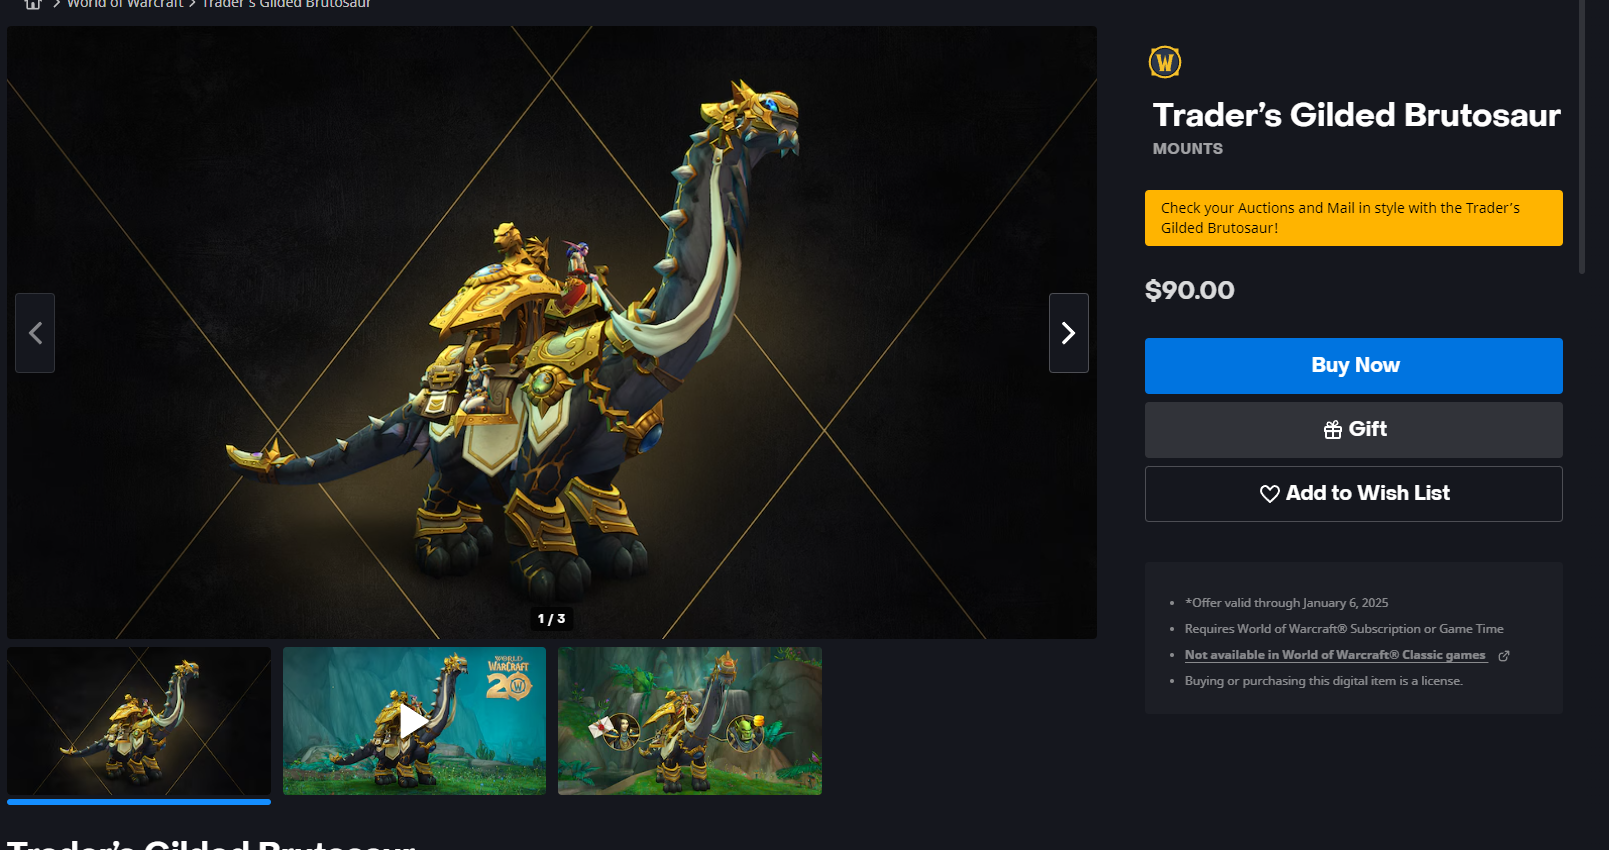 World of Warcraft > Trader's Gilded Brutosaur
W
Trader's Gilded Brutosaur
MOUNTS
Check your Auctions and Mail in style with the Trader's
Gilded Brutosaur!
$90.00
Buy Now
Gift
Add to Wish List
*Offer valid through January 6, 2025
Requires World of Warcraft® Subscription or Game Time
Not available in World of Warcraft® Classic games
Buying or purchasing this digital item is a license.
1 / 3
WORLD
WARCRAFT
20
Trader's Gilded Brutosaur